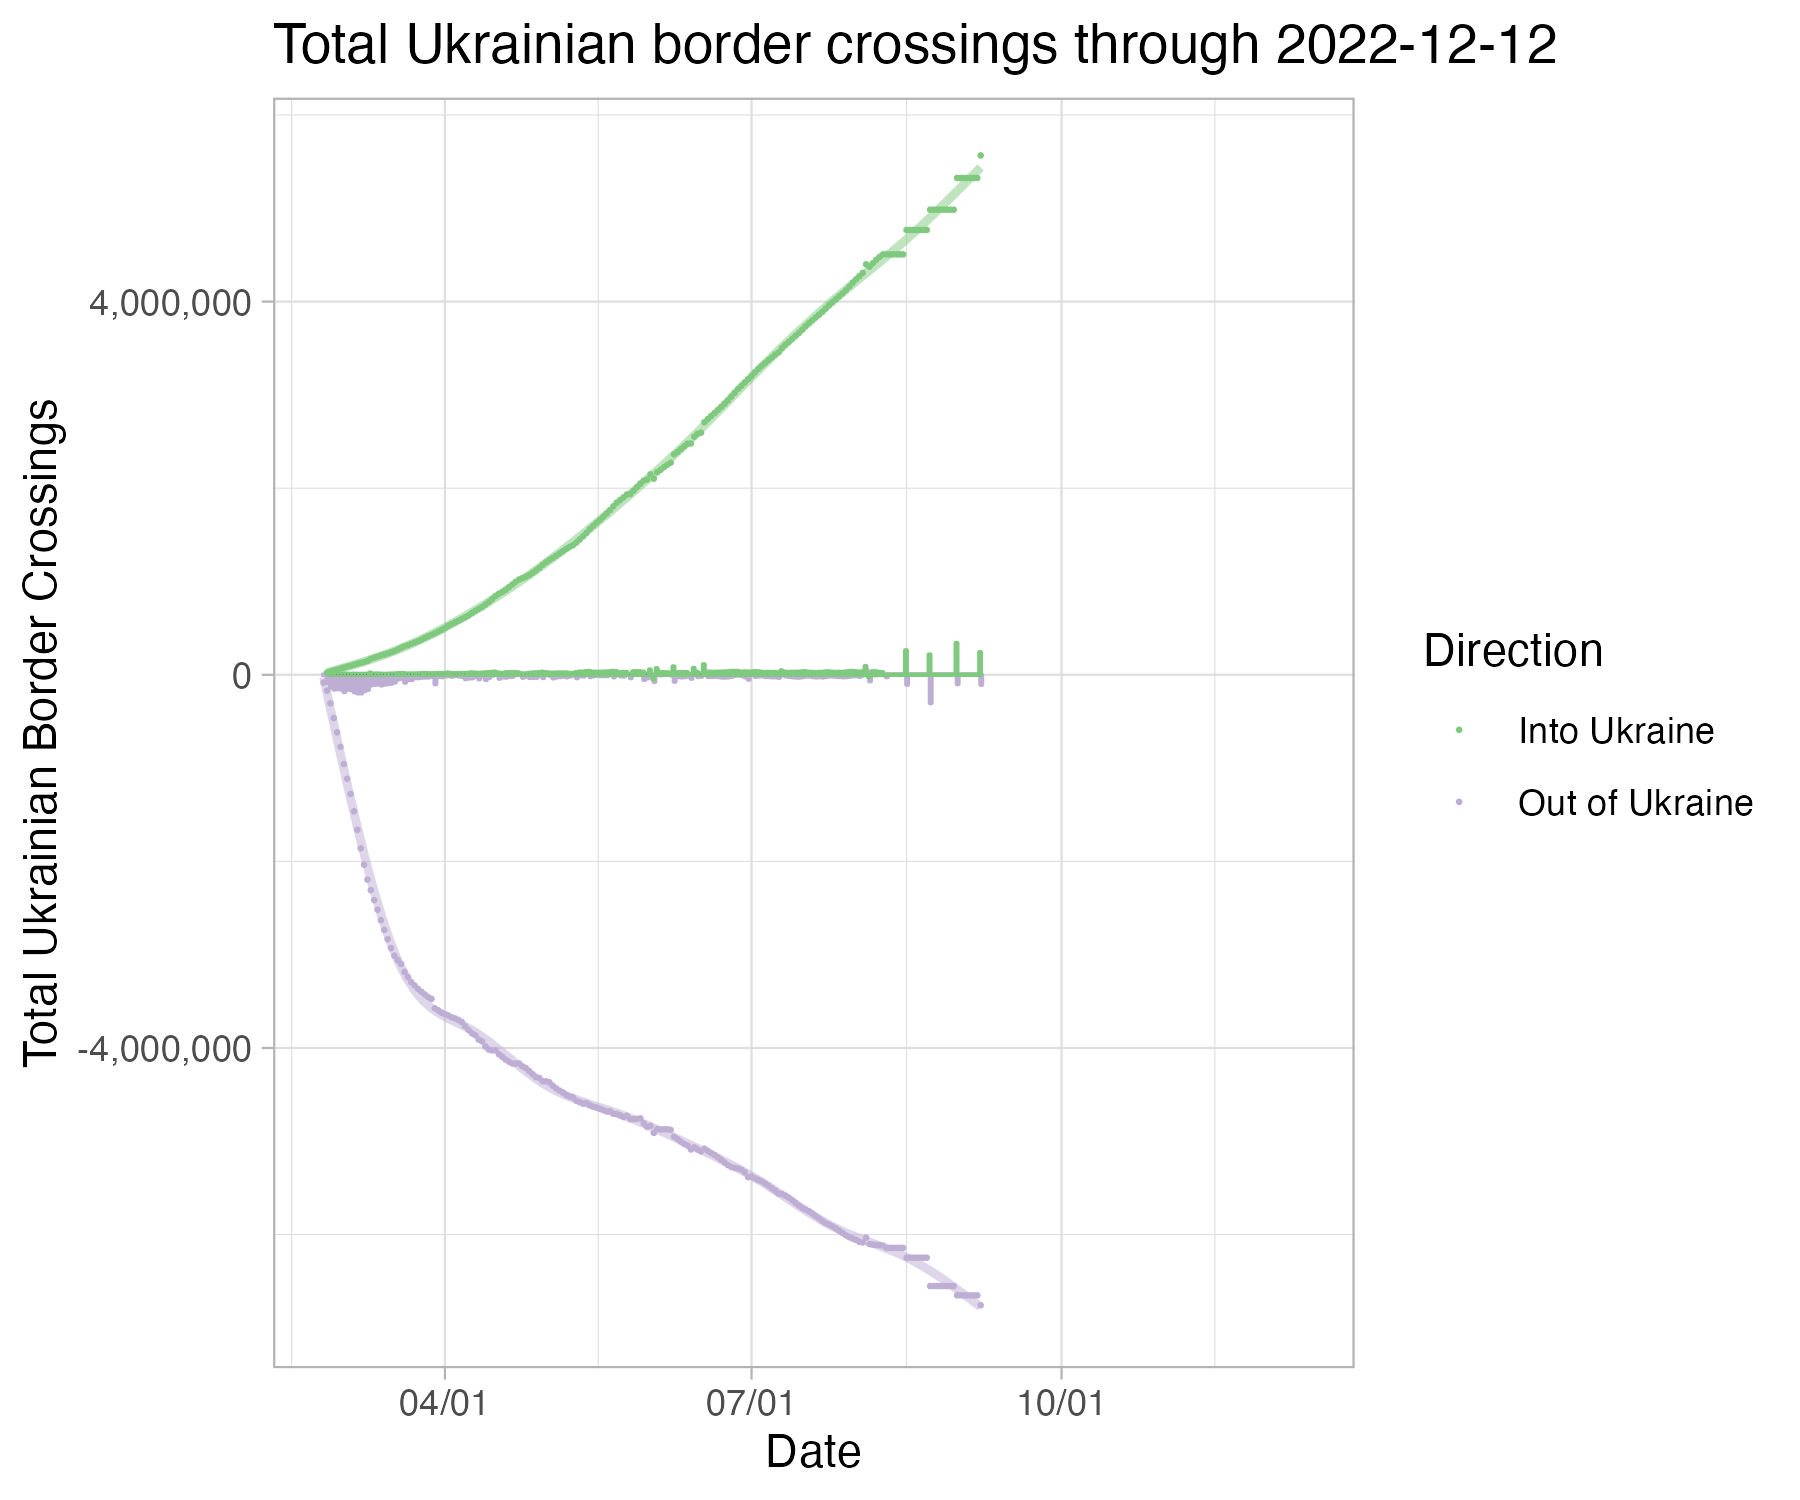 Total Ukrainian border crossings through 2022-12-12
Total Ukrainian Border Crossings
4,000,000
0
-4,000,000
04/01
07/01
10/01
Date
Direction
Into Ukraine
Out of Ukraine